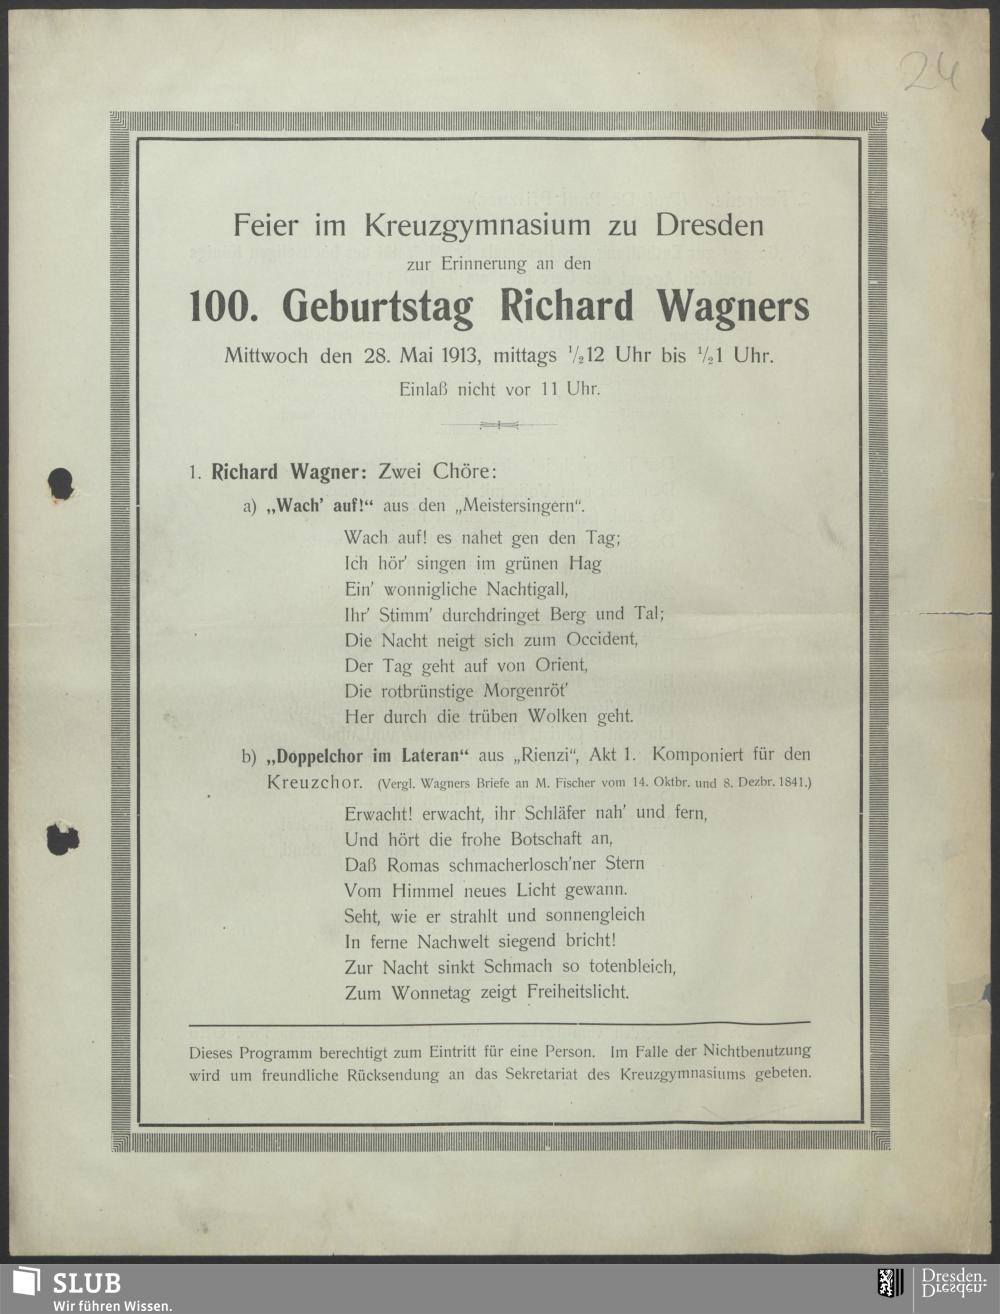 24
Feier im Kreuzgymnasium zu Dresden
zur Erinnerung an den
100. Geburtstag Richard Wagners
Mittwoch den 28. Mai 1913, mittags 1/2 12 Uhr bis 1/2 1 Uhr.
Einlaß nicht vor 11 Uhr.
1. Richard Wagner: Zwei Chöre:
a) „Wach' auf!“ aus den „Meistersingern“.
Wach auf! es nahet gen den Tag;
Ich hör' singen im grünen Hag
Ein' wonnigliche Nachtigall,
Ihr' Stimm' durchdringet Berg und Tal;
Die Nacht neigt sich zum Occident,
Der Tag geht auf von Orient,
Die rotbrünstige Morgenröt'
Her durch die trüben Wolken geht.
b) „Doppelchor im Lateran“ aus „Rienzi“, Akt 1. Komponiert für den
Kreuzchor. (Vergl. Wagners Briefe an M. Fischer vom 14. Oktbr. und 8. Dezbr. 1841.)
Erwacht! erwacht, ihr Schläfer nah' und fern,
Und hört die frohe Botschaft an,
Daß Romas schmacherlosch'ner Stern
Vom Himmel neues Licht gewann.
Seht, wie er strahlt und sonnengleich
In ferne Nachwelt siegend bricht!
Zur Nacht sinkt Schmach so totenbleich,
Zum Wonnetag zeigt Freiheitslicht.
Dieses Programm berechtigt zum Eintritt für eine Person. Im Falle der Nichtbenutzung
wird um freundliche Rücksendung an das Sekretariat des Kreuzgymnasiums gebeten.
SLUB
Wir führen Wissen.
Dresden.
Dresden.